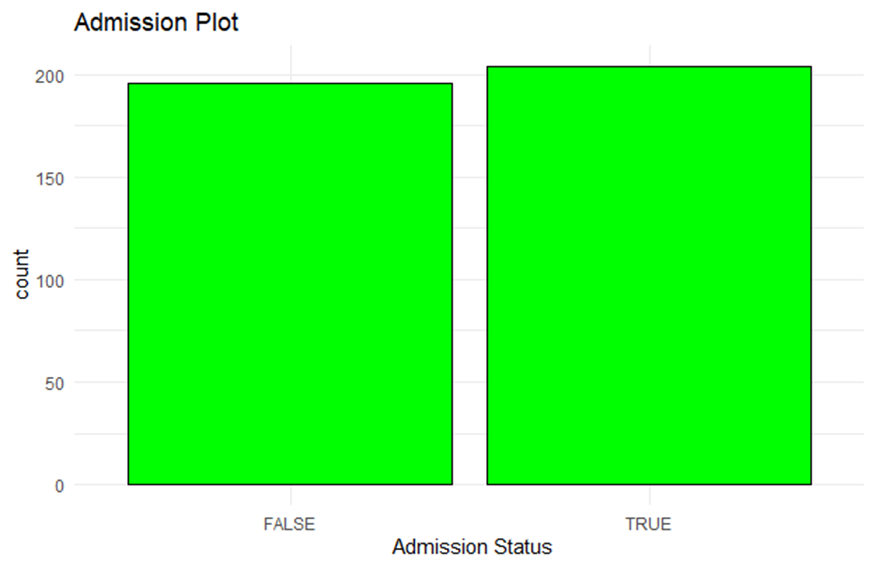 Admission Plot
200
150
100
50
0
count
FALSE
TRUE
Admission Status